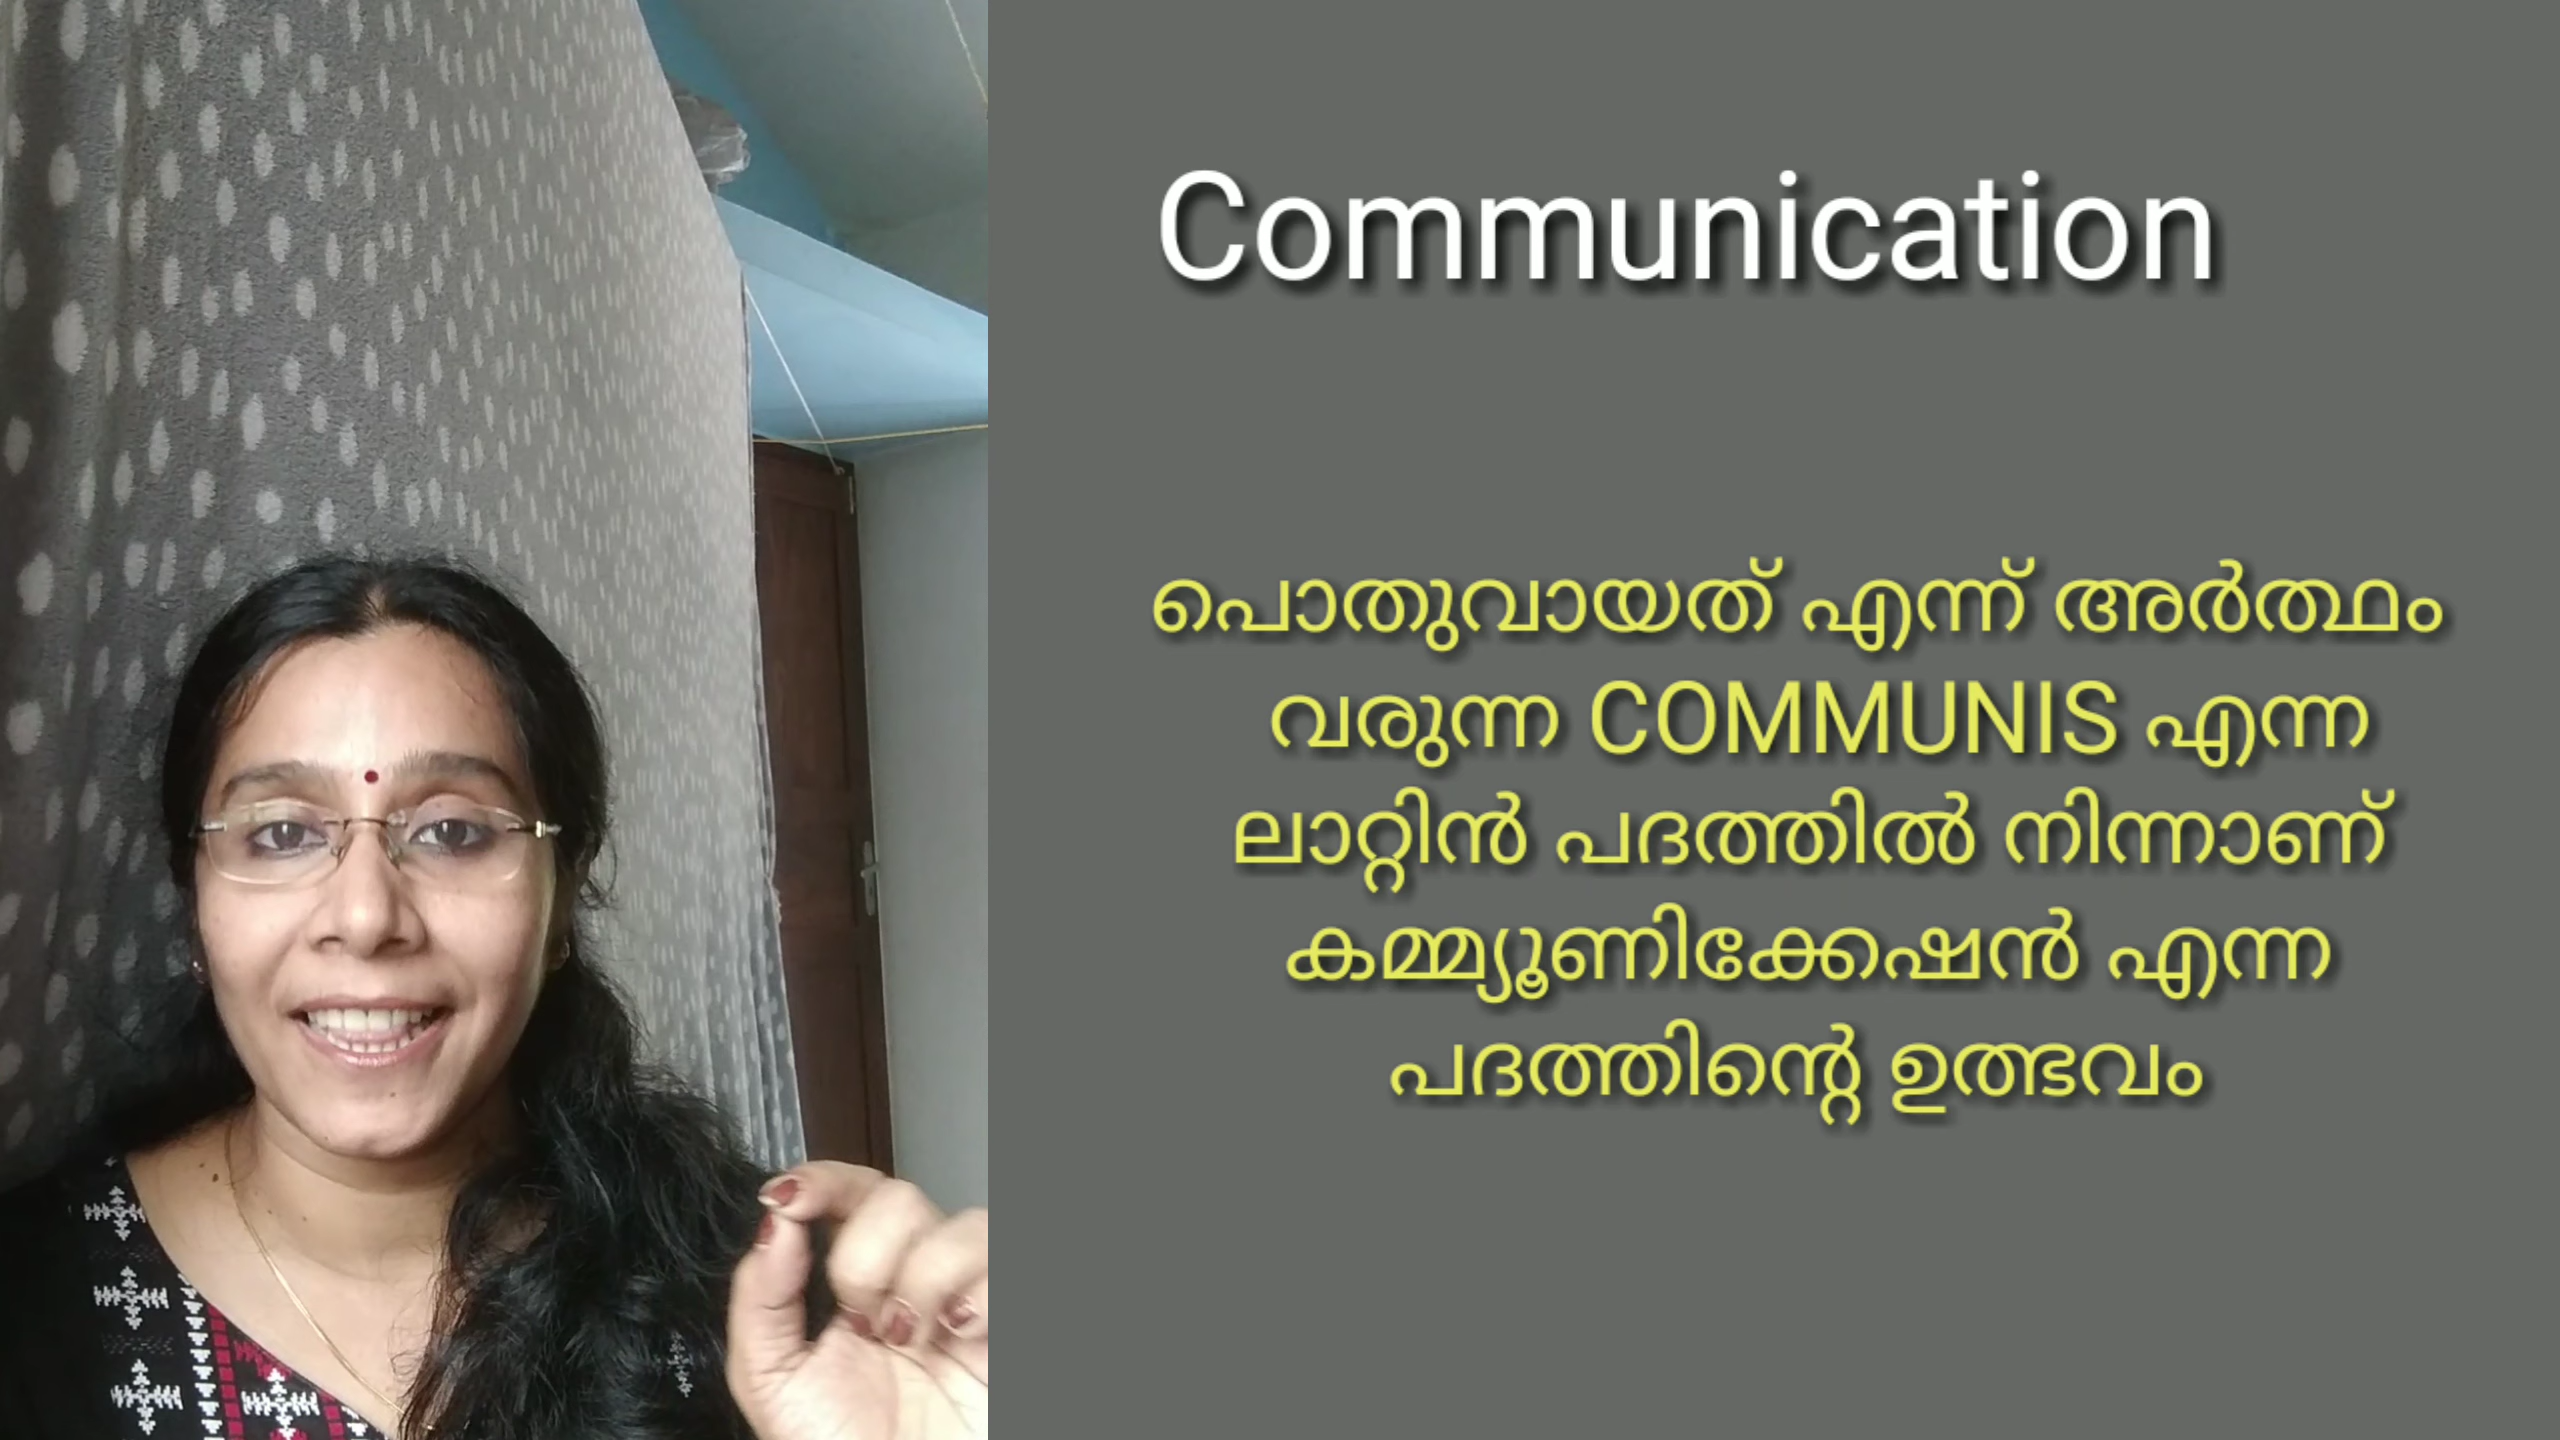 Communication
പൊതുവായത് എന്ന് അർത്ഥം
വരുന്ന COMMUNIS എന്ന
ലാറ്റിൻ പദത്തിൽ നിന്നാണ്
കമ്മ്യൂണിക്കേഷൻ എന്ന
പദത്തിന്റെ ഉത്ഭവം